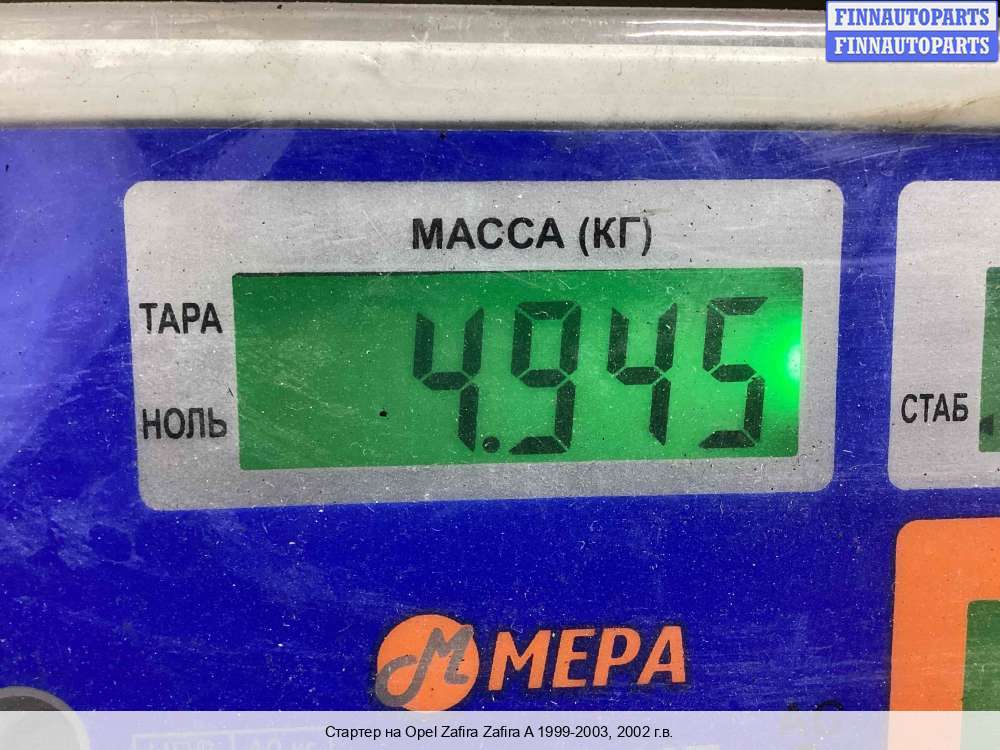 FINNAUTOPARTS
FINNAUTOPARTS
МАССА (КГ)
ТАРА
4.945
НОЛЬ
СТАБ
МЕРА
Стартер на Opel Zafira Zafira A 1999-2003, 2002 г.в.